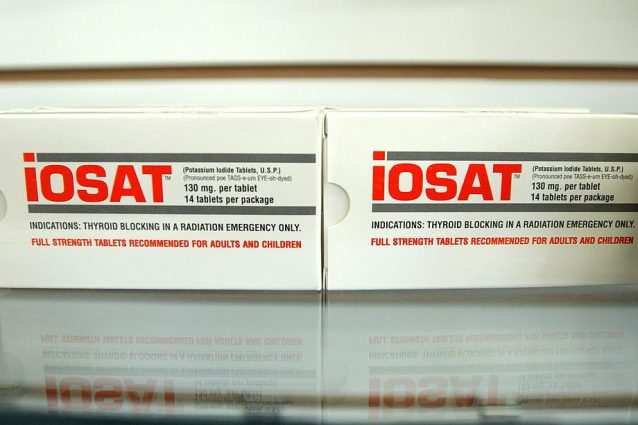 iOSAT™
(Potassium Iodide Tablets, U.S.P.)
(Pronounced poe TASS-e-um EYE-oh-dyed)
130 mg. per tablet
14 tablets per package
INDICATIONS: THYROID BLOCKING IN A RADIATION EMERGENCY ONLY.
FULL STRENGTH TABLETS RECOMMENDED FOR ADULTS AND CHILDREN
iOSAT™
(Potassium Iodide Tablets, U.S.P.)
(Pronounced poe TASS-e-um EYE-oh-dyed)
130 mg. per tablet
14 tablets per package
INDICATIONS: THYROID BLOCKING IN A RADIATION EMERGENCY ONLY.
FULL STRENGTH TABLETS RECOMMENDED FOR ADULTS AND CHILDREN